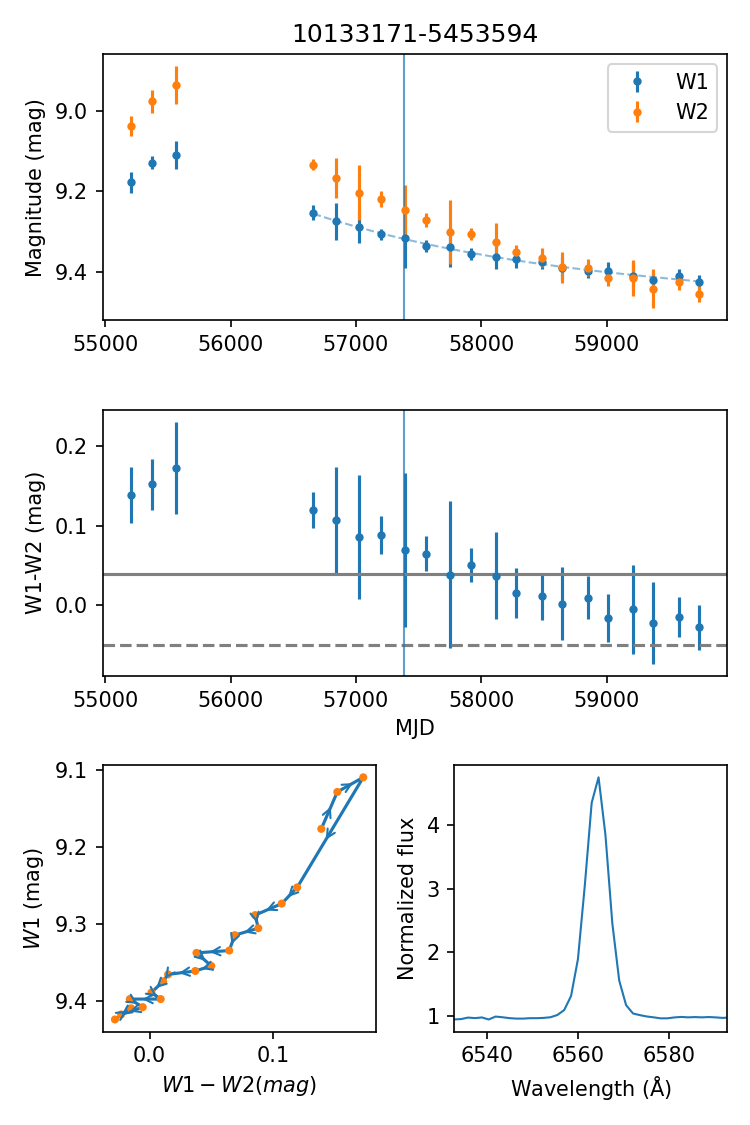 10133171-5453594
Magnitude (mag)
9.0
9.2
9.4
W1
W2
55000 56000 57000 58000 59000
W1-W2 (mag)
0.2
0.1
0.0
55000 56000 57000 58000 59000
MJD
W1 (mag)
9.1
9.2
9.3
9.4
0.0 0.1
W1 − W2(mag)
Normalized flux
4
3
2
1
6540 6560 6580
Wavelength (Å)